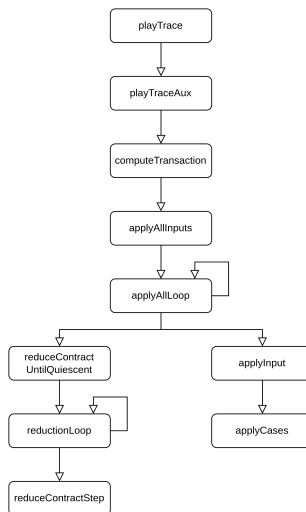 playTrace
playTraceAux
computeTransaction
applyAllInputs
applyAllLoop
reduceContract
UntilQuiescent
applyInput
reductionLoop
applyCases
reduceContractStep